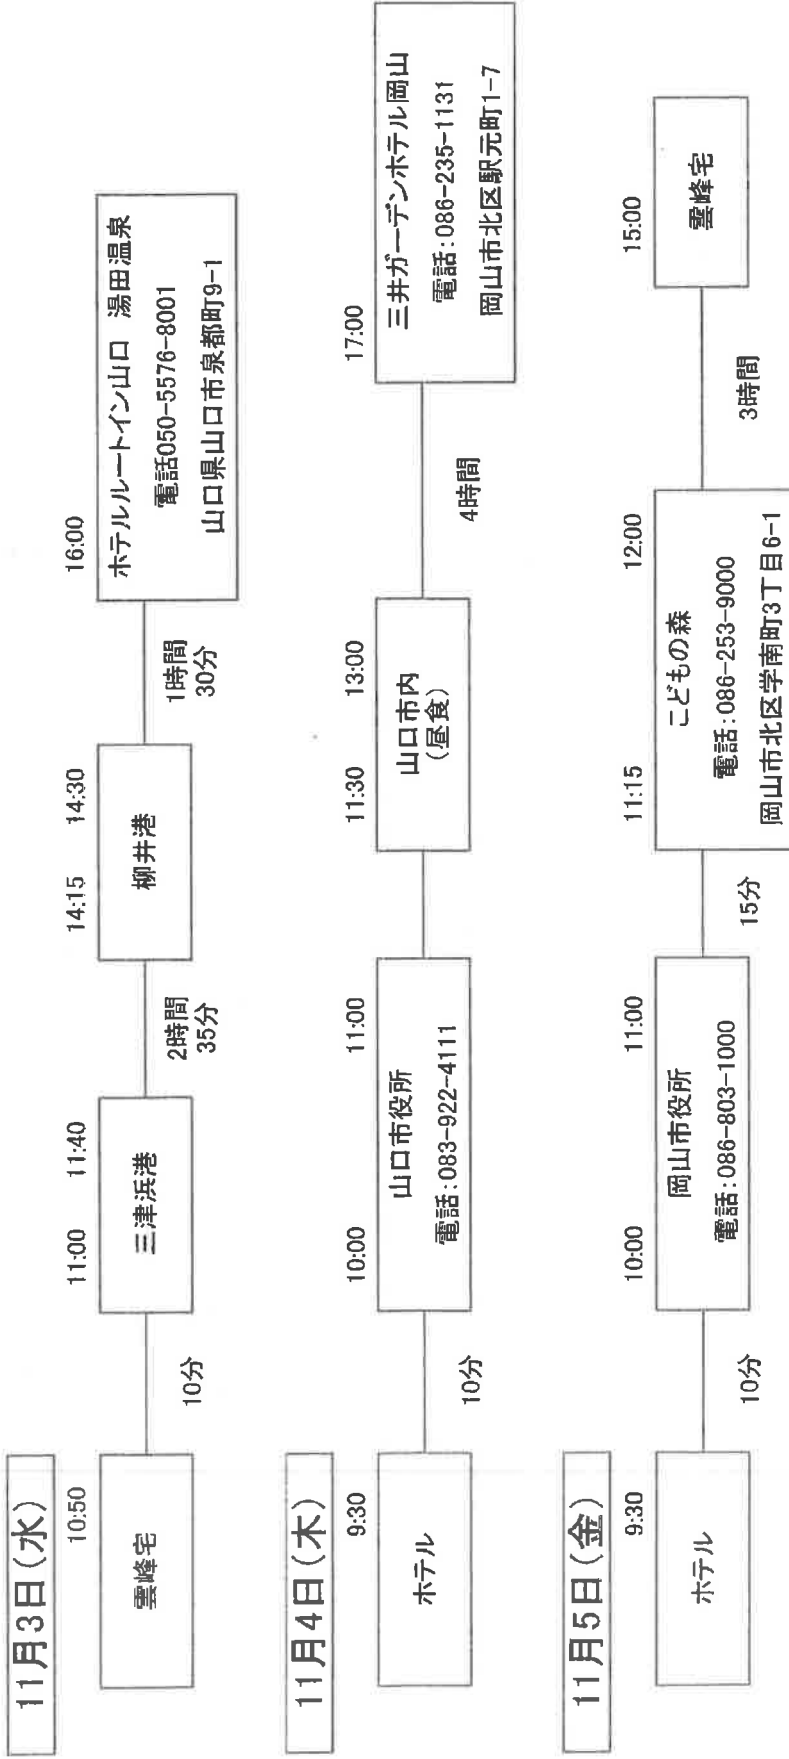 11月3日(水)
10:50
雲峰宅
10分
11:00
11:40
三津浜港
2時間
35分
14:15
14:30
柳井港
1時間
30分
16:00
ホテルルートイン山口 湯田温泉
電話050-5576-8001
山口県山口市泉都町9-1
11月4日(木)
9:30
ホテル
10分
10:00
11:00
山口市役所
電話:083-922-4111
11:30
13:00
山口市内
(昼食)
4時間
17:00
三井ガーデンホテル岡山
電話:086-235-1131
岡山市北区駅元町1-7
11月5日(金)
9:30
ホテル
10分
10:00
11:00
岡山市役所
電話:086-803-1000
15分
11:15
12:00
こどもの森
電話:086-253-9000
岡山市北区学南町3丁目6-1
3時間
15:00
雲峰宅